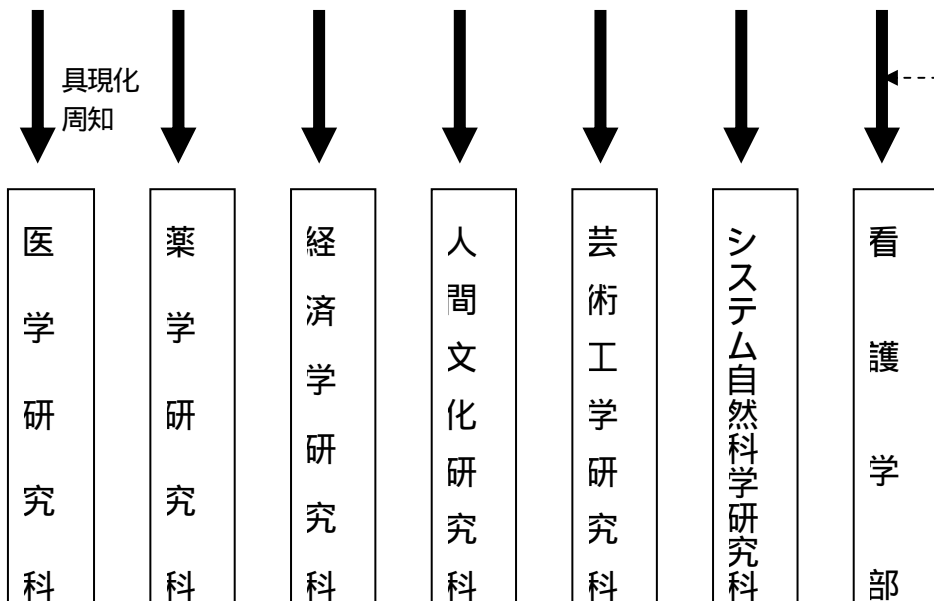 具現化
周知
医学研究科
薬学研究科
経済学研究科
人間文化研究科
芸術工学研究科
システム自然科学研究科
看護学部